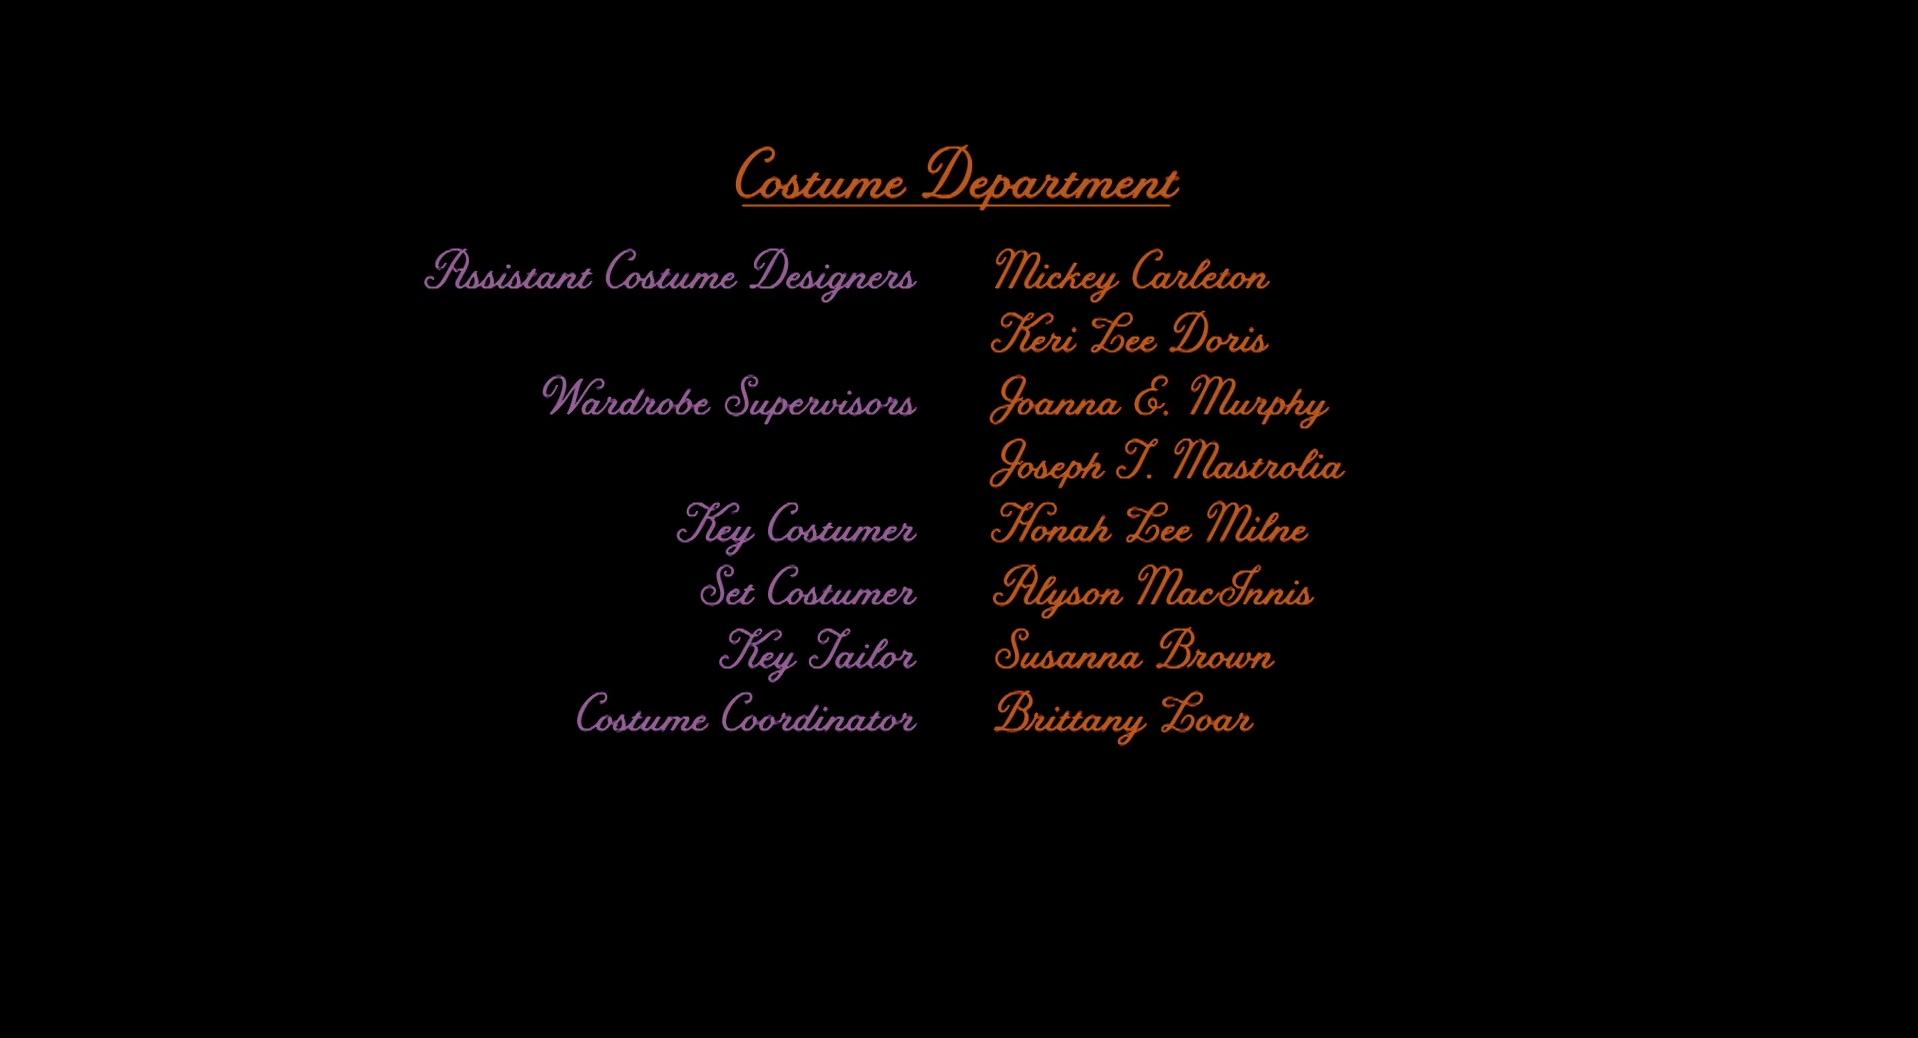 Costume Department
Assistant Costume Designers Mickey Carleton
Keri Lee Doris
Wardrobe Supervisors Joanna E. Murphy
Joseph T. Mastrolia
Key Costumer Honah Lee Milne
Set Costumer Alyson MacInnis
Key Tailor Susanna Brown
Costume Coordinator Brittany Loar